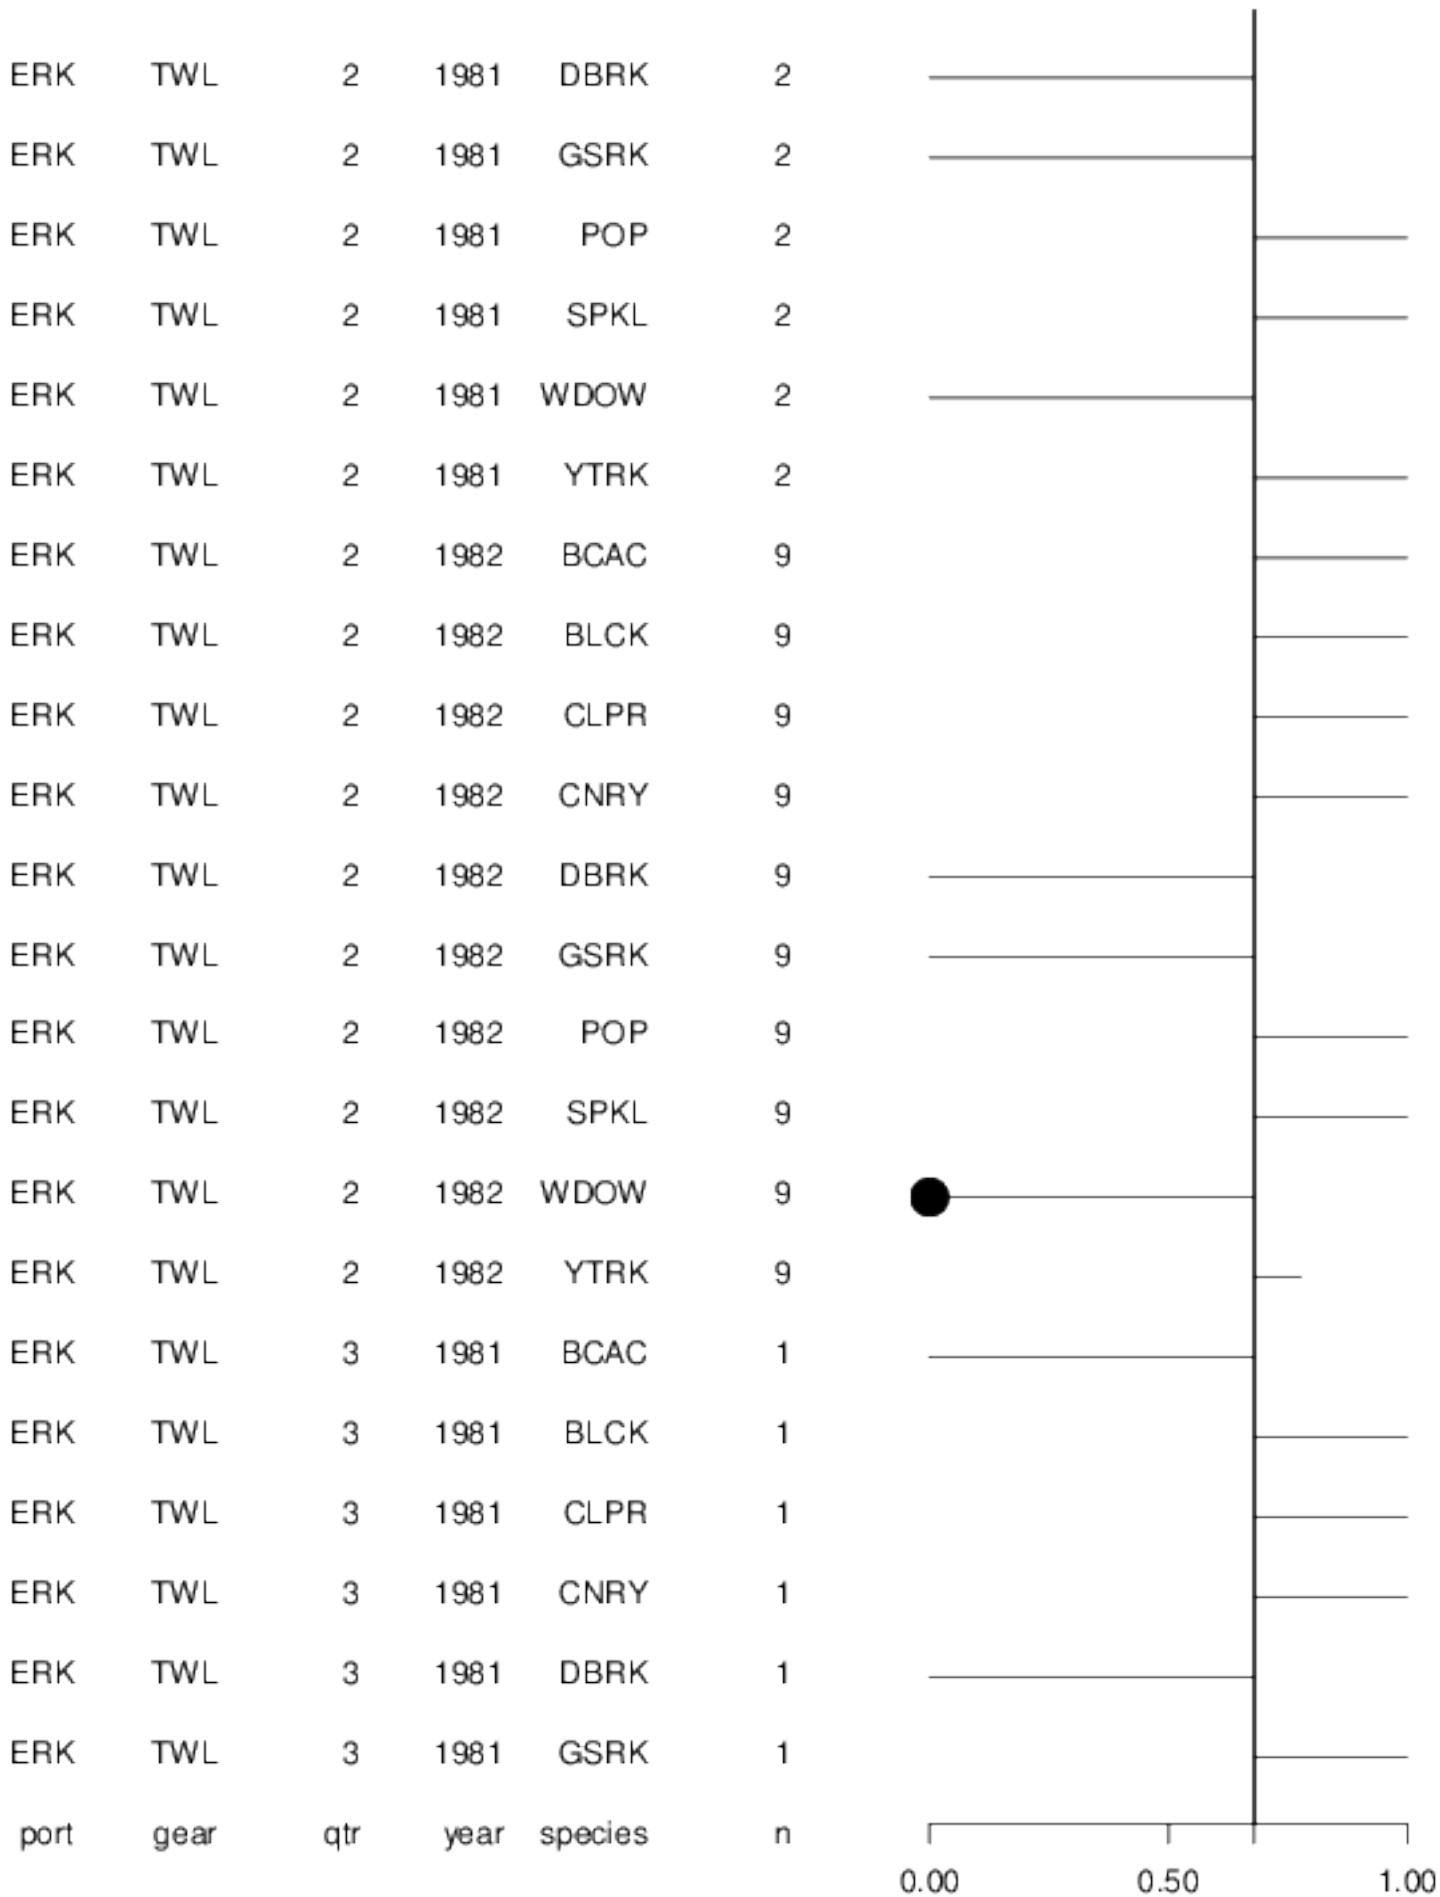 ERK TWL 2 1981 DBRK 2
ERK TWL 2 1981 GSRK 2
ERK TWL 2 1981 POP 2
ERK TWL 2 1981 SPKL 2
ERK TWL 2 1981 WDOW 2
ERK TWL 2 1981 YTRK 2
ERK TWL 2 1982 BCAC 9
ERK TWL 2 1982 BLCK 9
ERK TWL 2 1982 CLPR 9
ERK TWL 2 1982 CNRY 9
ERK TWL 2 1982 DBRK 9
ERK TWL 2 1982 GSRK 9
ERK TWL 2 1982 POP 9
ERK TWL 2 1982 SPKL 9
ERK TWL 2 1982 WDOW 9
ERK TWL 2 1982 YTRK 9
ERK TWL 3 1981 BCAC 1
ERK TWL 3 1981 BLCK 1
ERK TWL 3 1981 CLPR 1
ERK TWL 3 1981 CNRY 1
ERK TWL 3 1981 DBRK 1
ERK TWL 3 1981 GSRK 1
port gear qtr year species n
0.00 0.50 1.00